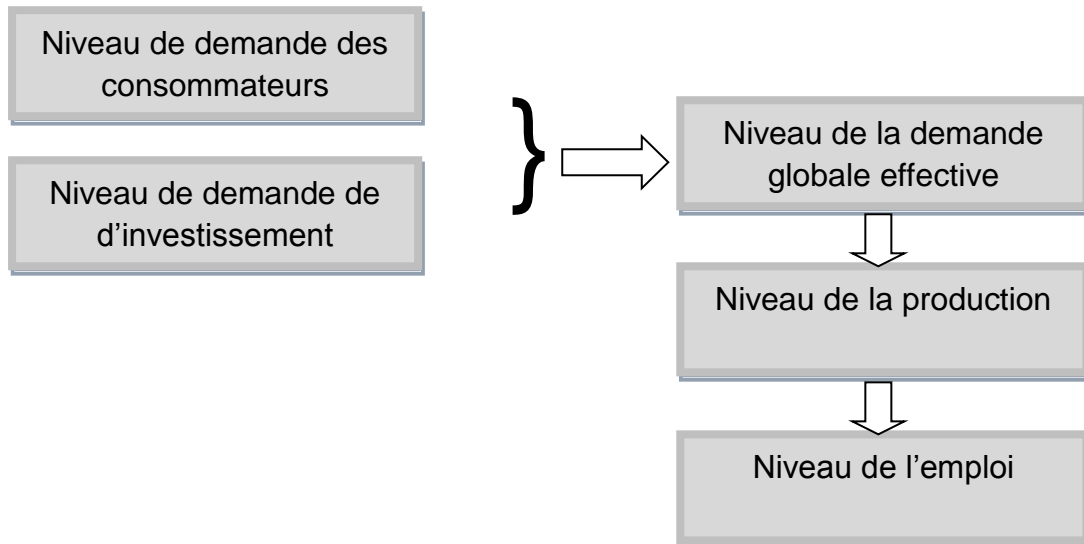 Niveau de demande des
consommateurs
Niveau de demande de
d’investissement
}
Niveau de la demande
globale effective
Niveau de la production
Niveau de l’emploi